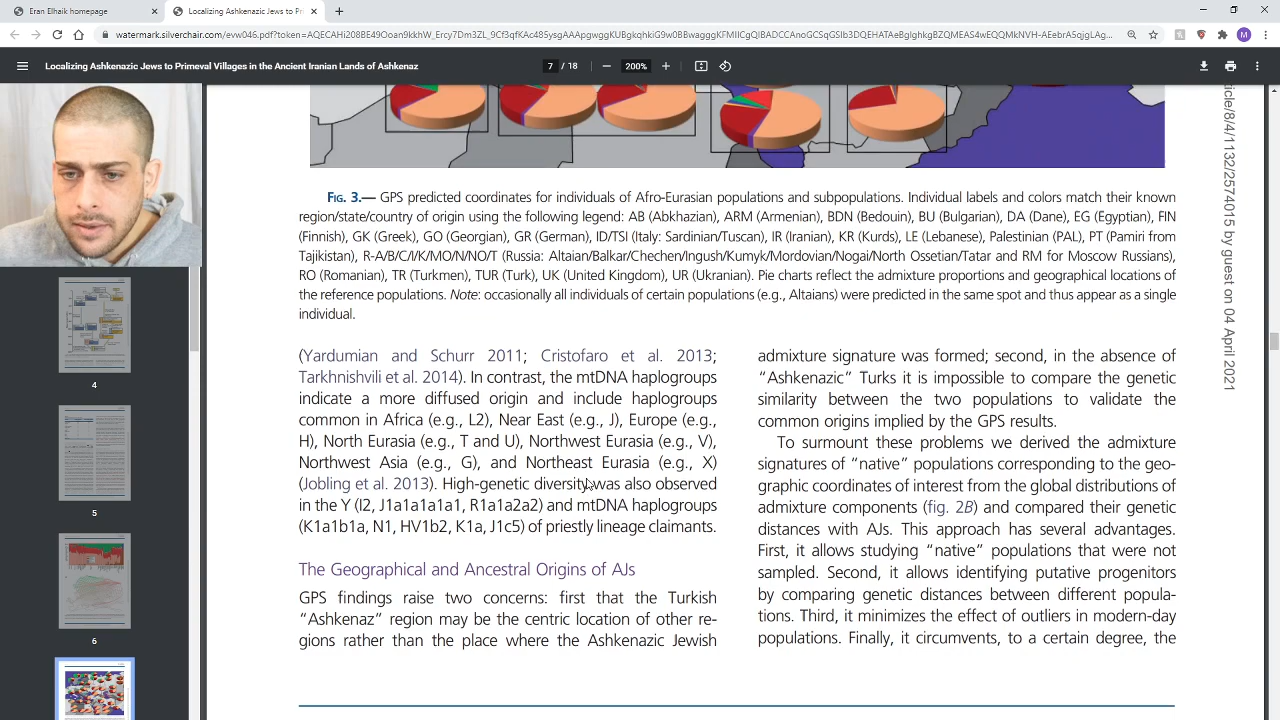 Eran Elhaik homepage
Localizing Ashkenazic Jews to Pri
Localizing Ashkenazic Jews to Primeval Villages in the Ancient Iranian Lands of Ashkenaz
7 / 18
200%
FIG. 3.— GPS predicted coordinates for individuals of Afro-Eurasian populations and subpopulations. Individual labels and colors match their known
region/state/country of origin using the following legend: AB (Abkhazian), ARM (Armenian), BDN (Bedouin), BU (Bulgarian), DA (Dane), EG (Egyptian), FIN
(Finnish), GK (Greek), GO (Georgian), GR (German), ID/TSI (Italy: Sardinian/Tuscan), IR (Iranian), KR (Kurds), LE (Lebanese), Palestinian (PAL), PT (Pamiri from
Tajikistan), R-A/B/C/I/K/MO/N/NO/T (Russia: Altaian/Balkar/Chechen/Ingush/Kumyk/Mordovian/Nogai/North Ossetian/Tatar and RM for Moscow Russians),
RO (Romanian), TR (Turkmen), TUR (Turk), UK (United Kingdom), UR (Ukranian). Pie charts reflect the admixture proportions and geographical locations of
the reference populations. Note: occasionally all individuals of certain populations (e.g., Altaians) were predicted in the same spot and thus appear as a single
individual.
(Yardumian and Schurr 2011; Cristofaro et al. 2013;
Tarkhnishvili et al. 2014). In contrast, the mtDNA haplogroups
indicate a more diffused origin and include haplogroups
common in Africa (e.g., L2), Near East (e.g., J), Europe (e.g.,
H), North Eurasia (e.g., T and U), Northwest Eurasia (e.g., V),
Northwest Asia (e.g., G), and Northeast Eurasia (e.g., X)
(Jobling et al. 2013). High-genetic diversity was also observed
in the Y (I2, J1a1a1a1a1, R1a1a2a2) and mtDNA haplogroups
(K1a1b1a, N1, HV1b2, K1a, J1c5) of priestly lineage claimants.
The Geographical and Ancestral Origins of AJs
GPS findings raise two concerns: first that the Turkish
“Ashkenaz” region may be the centric location of other re-
gions rather than the place where the Ashkenazic Jewish
admixture signature was formed; second, in the absence of
“Ashkenazic” Turks it is impossible to compare the genetic
similarity between the two populations to validate the
common origins implied by the GPS results.
To surmount these problems we derived the admixture
signatures of “native” populations corresponding to the geo-
graphic coordinates of interest from the global distributions of
admixture components (fig. 2B) and compared their genetic
distances with AJs. This approach has several advantages.
First, it allows studying “native” populations that were not
sampled. Second, it allows identifying putative progenitors
by comparing genetic distances between different popula-
tions. Third, it minimizes the effect of outliers in modern-day
populations. Finally, it circumvents, to a certain degree, the
ticle/8/4/1132/2574015 by guest on 04 April 2021
4
5
6
M